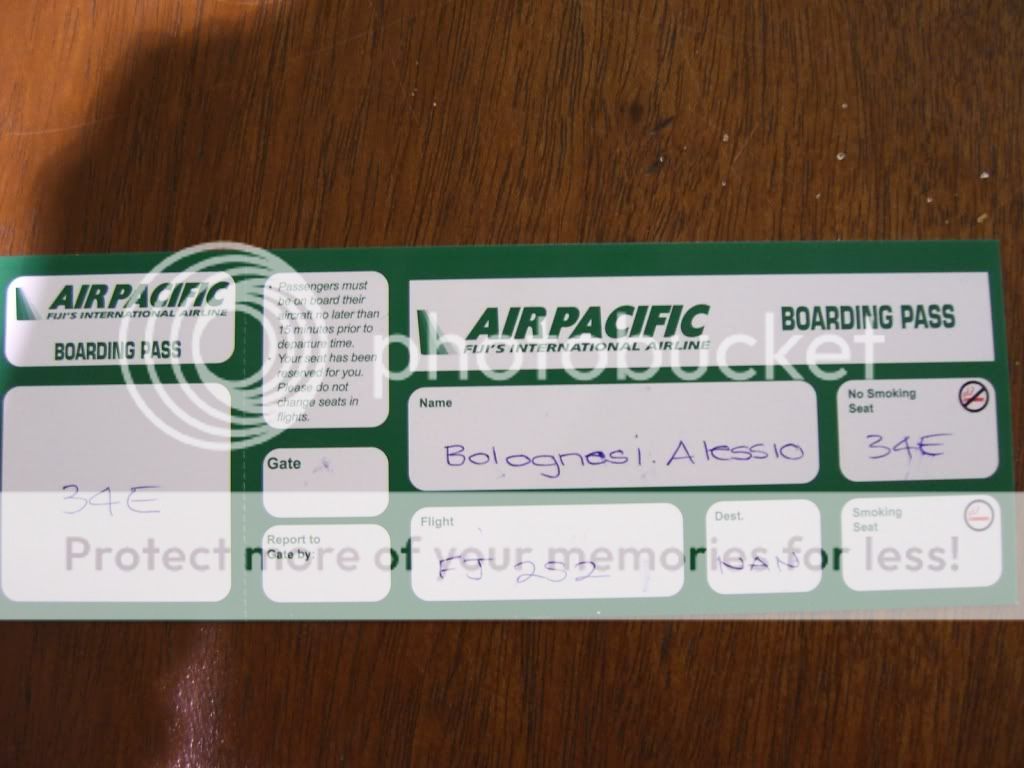 AIR PACIFIC
FIJI'S INTERNATIONAL AIRLINE
BOARDING PASS
34E
• Passengers must
be on board their
aircraft no later than
15 minutes prior to
departure time.
• Your seat has been
reserved for you.
Please do not
change seats in
flights.
Gate
Report to
Gate by:
AIR PACIFIC
FIJI'S INTERNATIONAL AIRLINE
BOARDING PASS
Name
Bolognesi. Alessio
No Smoking
Seat
34E
Flight
FJ 252
Dest.
NAN
Smoking
Seat
photobucket
Protect more of your memories for less!